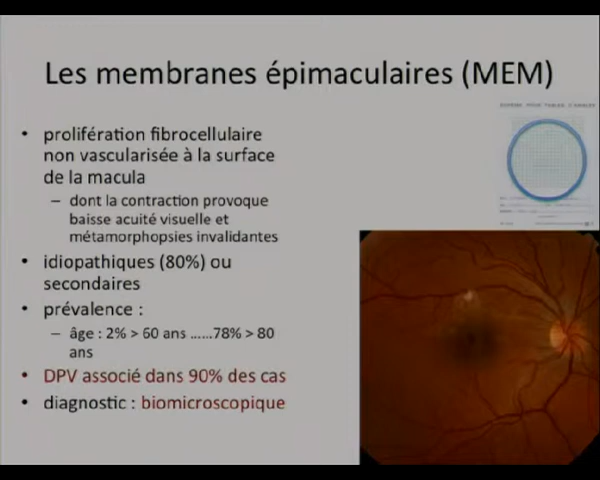 Les membranes épimaculaires (MEM)
• prolifération fibrocellulaire
non vascularisée à la surface
de la macula
– dont la contraction provoque
baisse acuité visuelle et
métamorphopsies invalidantes
• idiopathiques (80%) ou
secondaires
• prévalence :
– âge : 2% > 60 ans ......78% > 80
ans
• DPV associé dans 90% des cas
• diagnostic : biomicroscopique